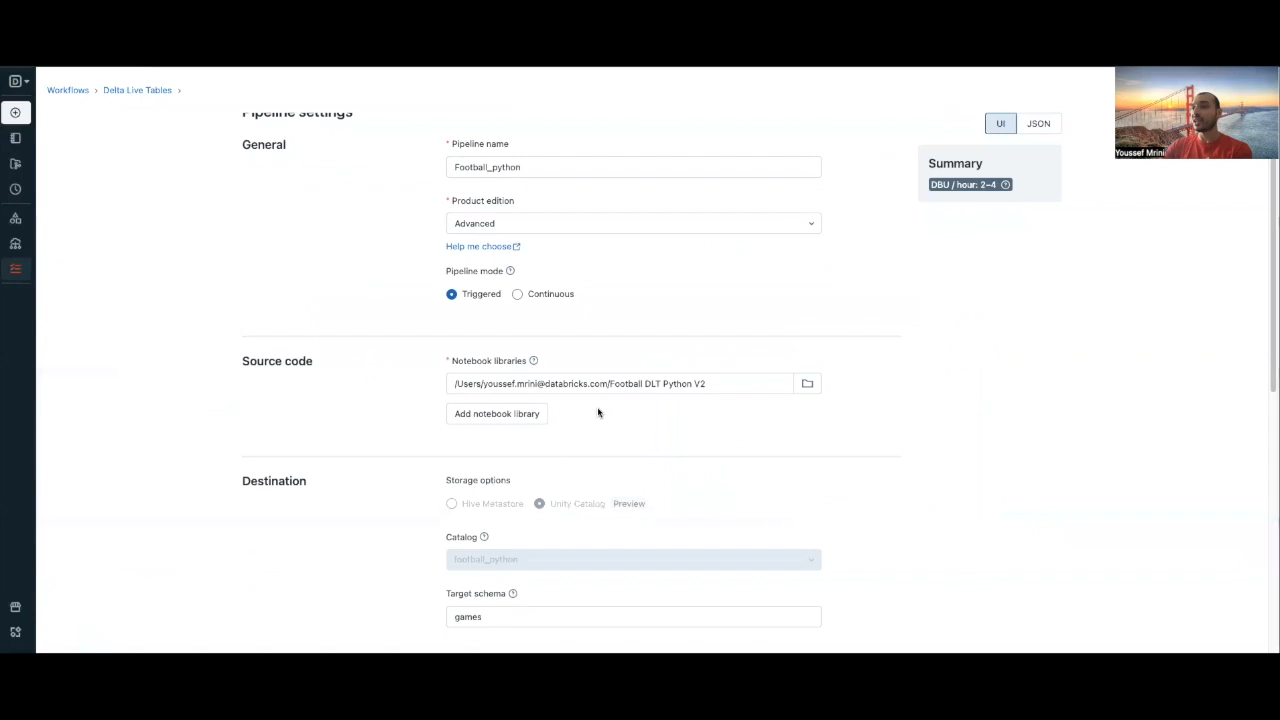 D
Workflows › Delta Live Tables ›
Pipeline settings
UI
JSON
General
* Pipeline name
Football_python
* Product edition
Advanced
Help me choose
Pipeline mode
Triggered
Continuous
Summary
DBU / hour: 2–4
Source code
* Notebook libraries
/Users/youssef.mrini@databricks.com/Football DLT Python V2
Add notebook library
Destination
Storage options
Hive Metastore
Unity Catalog Preview
Catalog
football_python
Target schema
games
Youssef Mrini